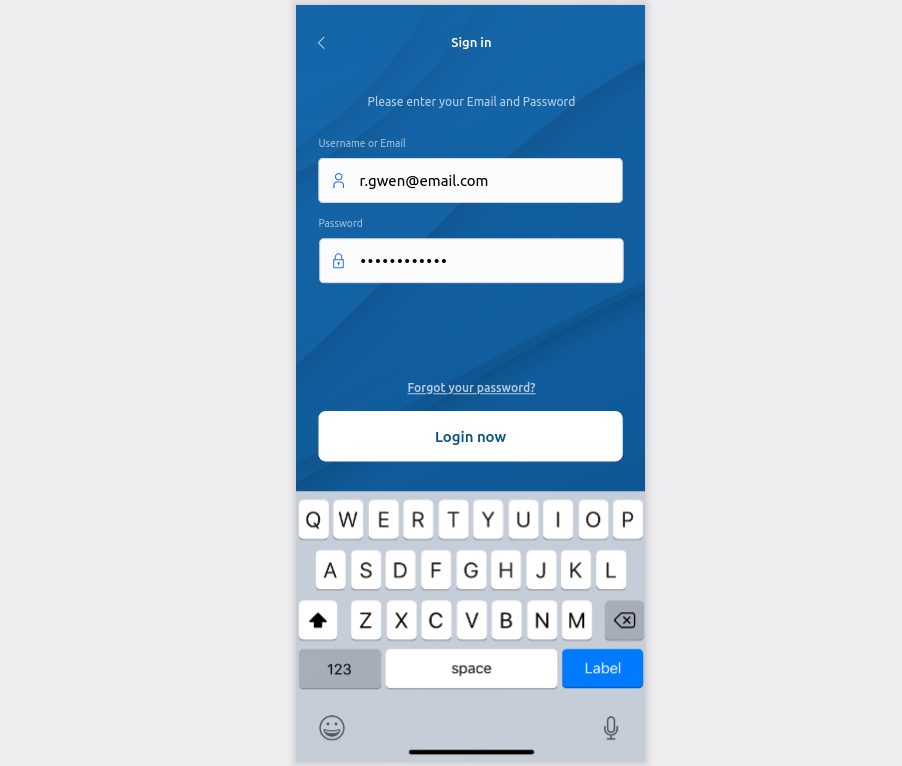 Sign in
Please enter your Email and Password
Username or Email
r.gwen@email.com
Password
••••••••••••
Forgot your password?
Login now
Q W E R T Y U I O P
A S D F G H J K L
Z X C V B N M
123 space Label